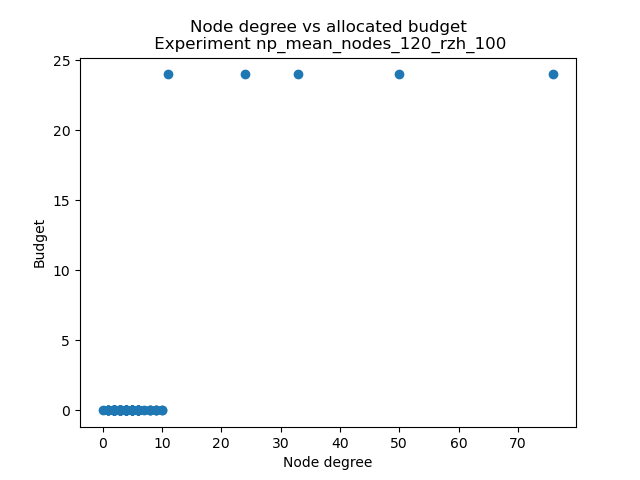 Node degree vs allocated budget
Experiment np_mean_nodes_120_rzh_100
25
20
15
10
5
0
Budget
0 10 20 30 40 50 60 70
Node degree